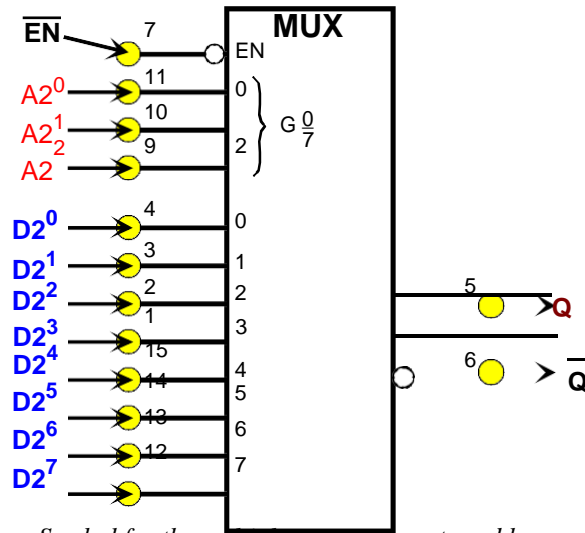 MUX
EN 7 EN
A2⁰ 11 0
A2¹ 10 G 0/7
A2² 9 2
D2⁰ 4 0
D2¹ 3 1
D2² 2 2
D2³ 1 3
D2⁴ 15 4
D2⁵ 14 5
D2⁶ 13 6
D2⁷ 12 7
5 Q
6 Q̅